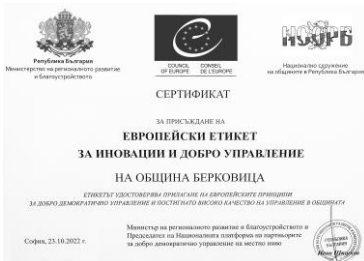 Република България
Министерство на регионалното развитие
и благоустройството
COUNCIL OF EUROPE
CONSEIL DE L'EUROPE
НСОРБ
Национално сдружение
на общините в Република България
СЕРТИФИКАТ
ЗА ПРИСЪЖДАНЕ НА
ЕВРОПЕЙСКИ ЕТИКЕТ
ЗА ИНОВАЦИИ И ДОБРО УПРАВЛЕНИЕ
НА ОБЩИНА БЕРКОВИЦА
ЕТИКЕТЪТ УДОСТОВЕРЯВА ПРИЛАГАНЕ НА ЕВРОПЕЙСКИТЕ ПРИНЦИПИ
ЗА ДОБРО ДЕМОКРАТИЧНО УПРАВЛЕНИЕ И ПОСТИГНАТО ВИСОКО КАЧЕСТВО НА УПРАВЛЕНИЕ В ОБЩИНАТА
Министър на регионалното развитие и благоустройството и
Председател на Националната платформа на партньорите
за добро демократично управление на местно ниво
София, 23.10.2022 г.